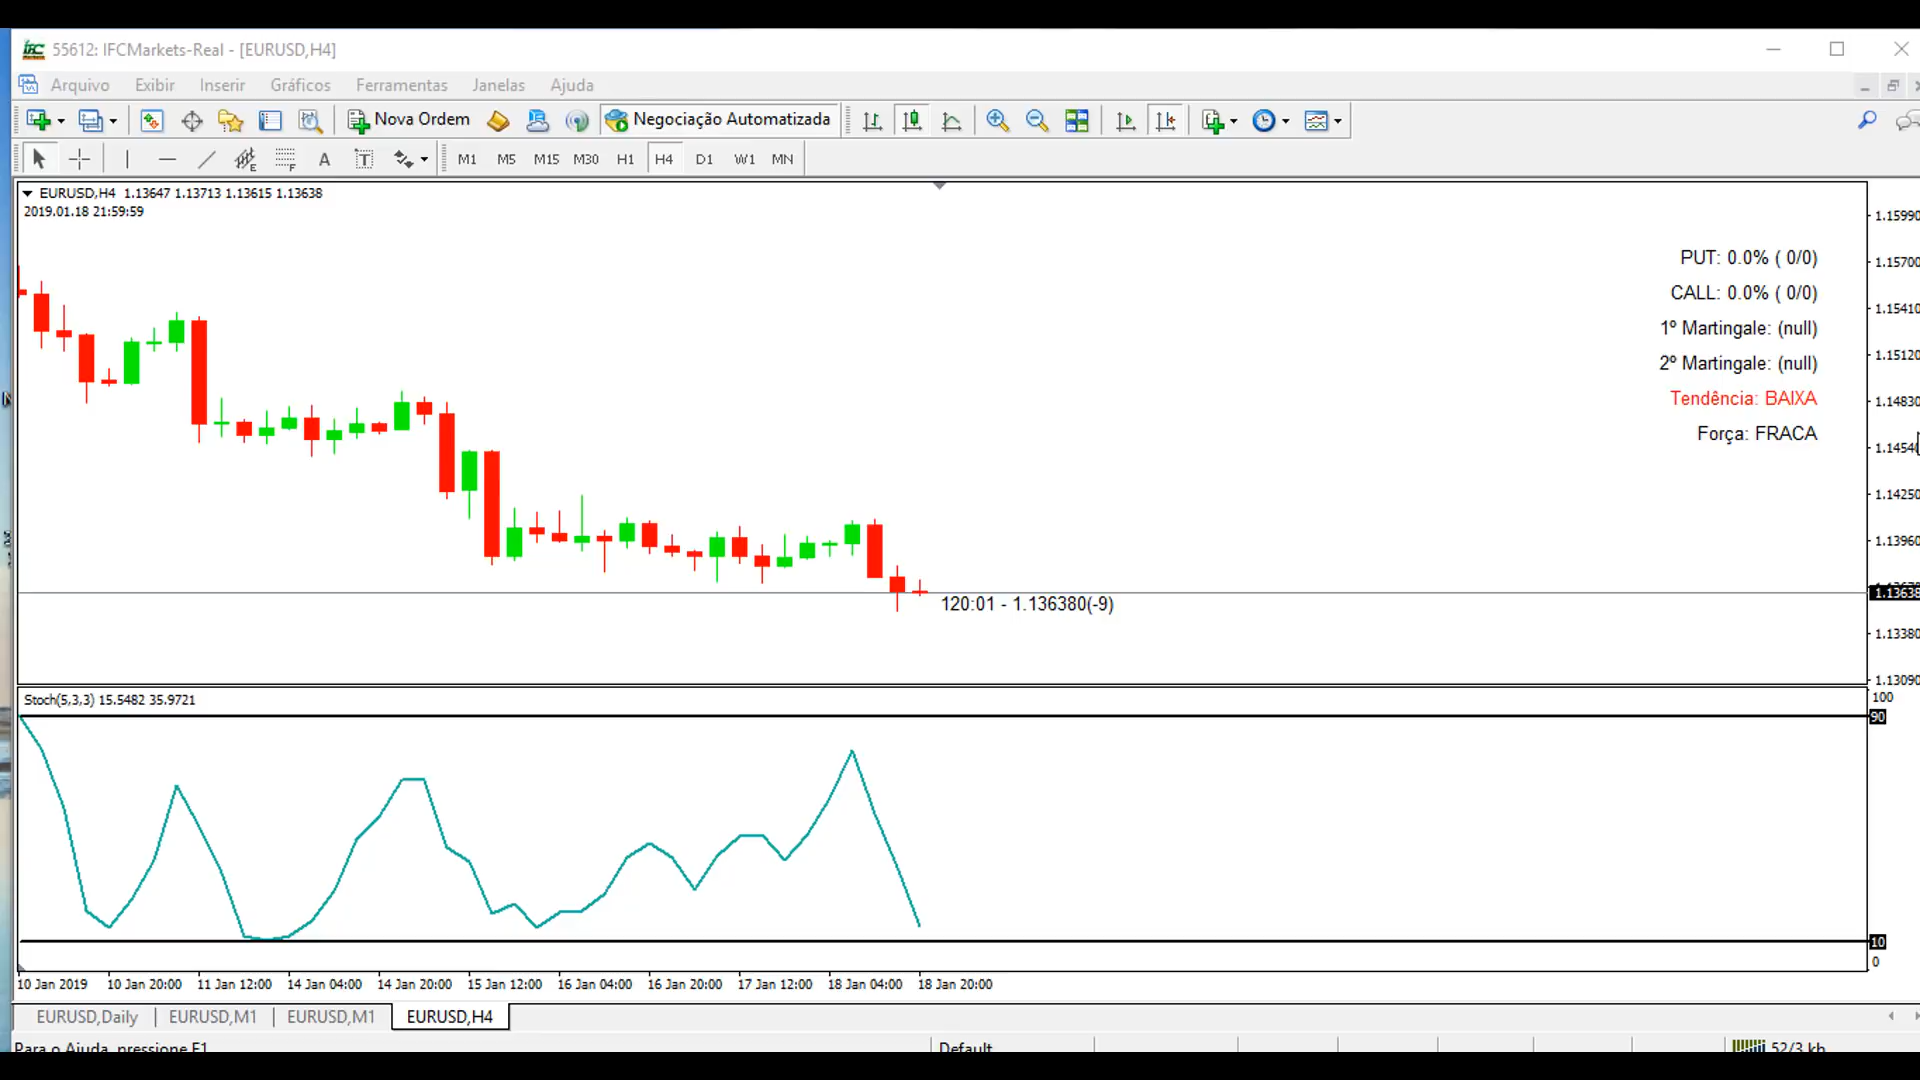 55612: IFCMarkets-Real - [EURUSD,H4]
Arquivo Exibir Inserir Gráficos Ferramentas Janelas Ajuda
Nova Ordem Negociação Automatizada
A T M1 M5 M15 M30 H1 H4 D1 W1 MN
EURUSD,H4 1.13647 1.13713 1.13615 1.13638
2019.01.18 21:59:59
1.15990
PUT: 0.0% ( 0/0)
1.15700
CALL: 0.0% ( 0/0)
1.15410
1º Martingale: (null)
1.15120
2º Martingale: (null)
Tendência: BAIXA
1.14830
Força: FRACA
1.14540
1.14250
1.13960
1.13638
120:01 - 1.136380(-9)
1.13380
1.13090
Stoch(5,3,3) 15.5482 35.9721
100
90
10
0
10 Jan 2019 10 Jan 20:00 11 Jan 12:00 14 Jan 04:00 14 Jan 20:00 15 Jan 12:00 16 Jan 04:00 16 Jan 20:00 17 Jan 12:00 18 Jan 04:00 18 Jan 20:00
EURUSD,Daily EURUSD,M1 EURUSD,M1 EURUSD,H4
Para o Ajuda, pressione F1 Default 52/3 kb